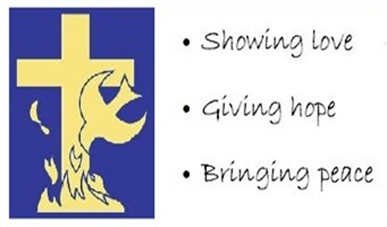 • Showing love
• Giving hope
• Bringing peace